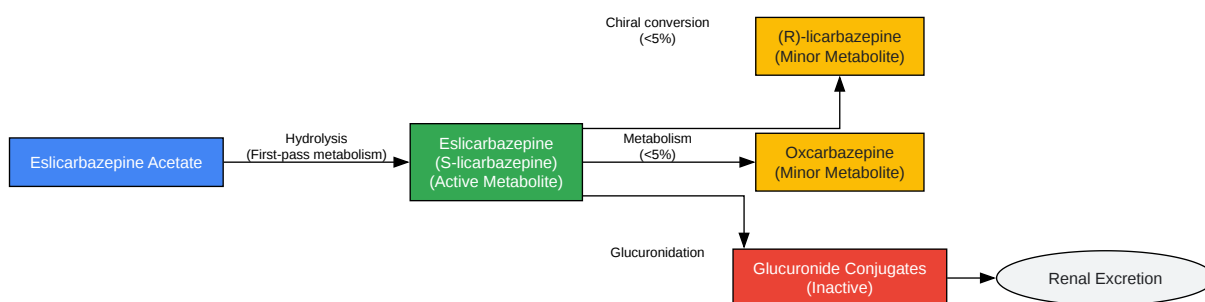 Chiral conversion
(<5%)
(R)-licarbazepine
(Minor Metabolite)
Eslicarbazepine Acetate
Hydrolysis
(First-pass metabolism)
Eslicarbazepine
(S-licarbazepine)
(Active Metabolite)
Metabolism
(<5%)
Oxcarbazepine
(Minor Metabolite)
Glucuronidation
Glucuronide Conjugates
(Inactive)
Renal Excretion